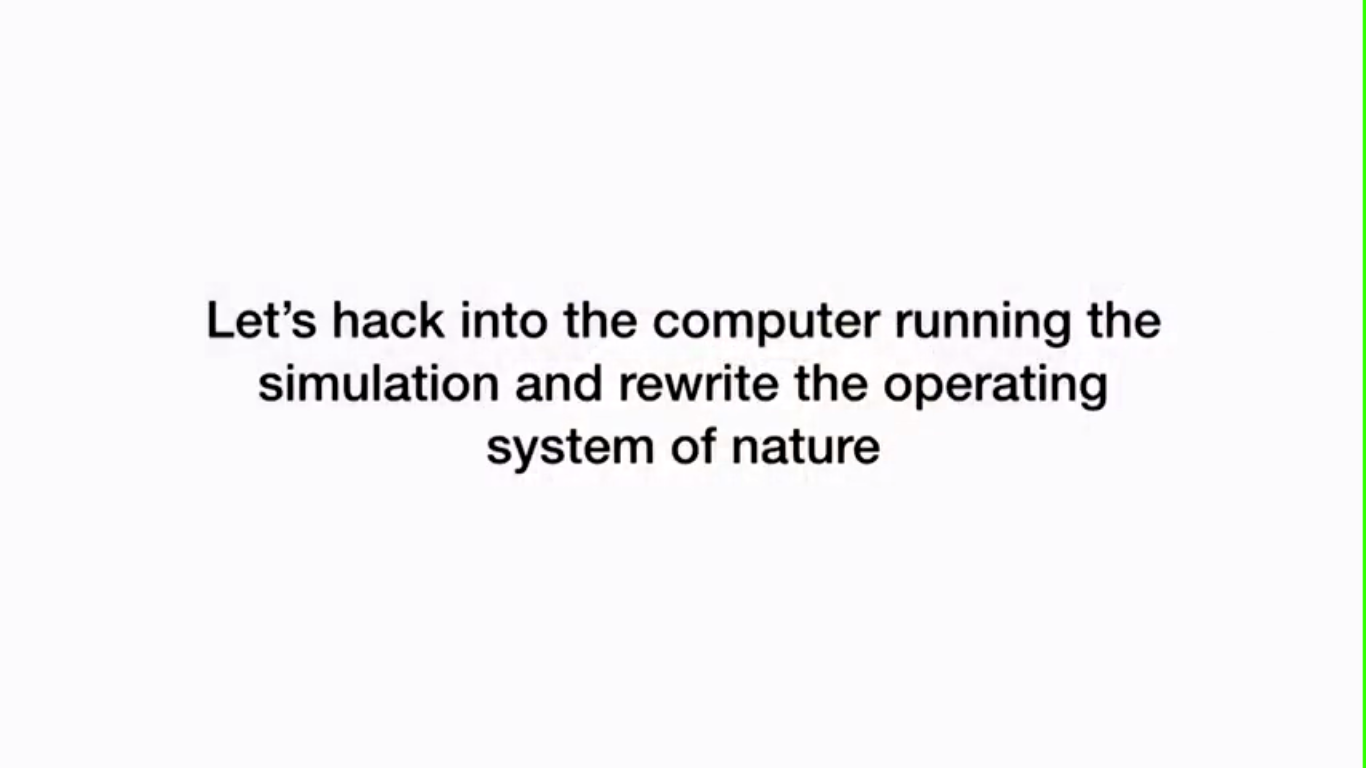 Let’s hack into the computer running the
simulation and rewrite the operating
system of nature